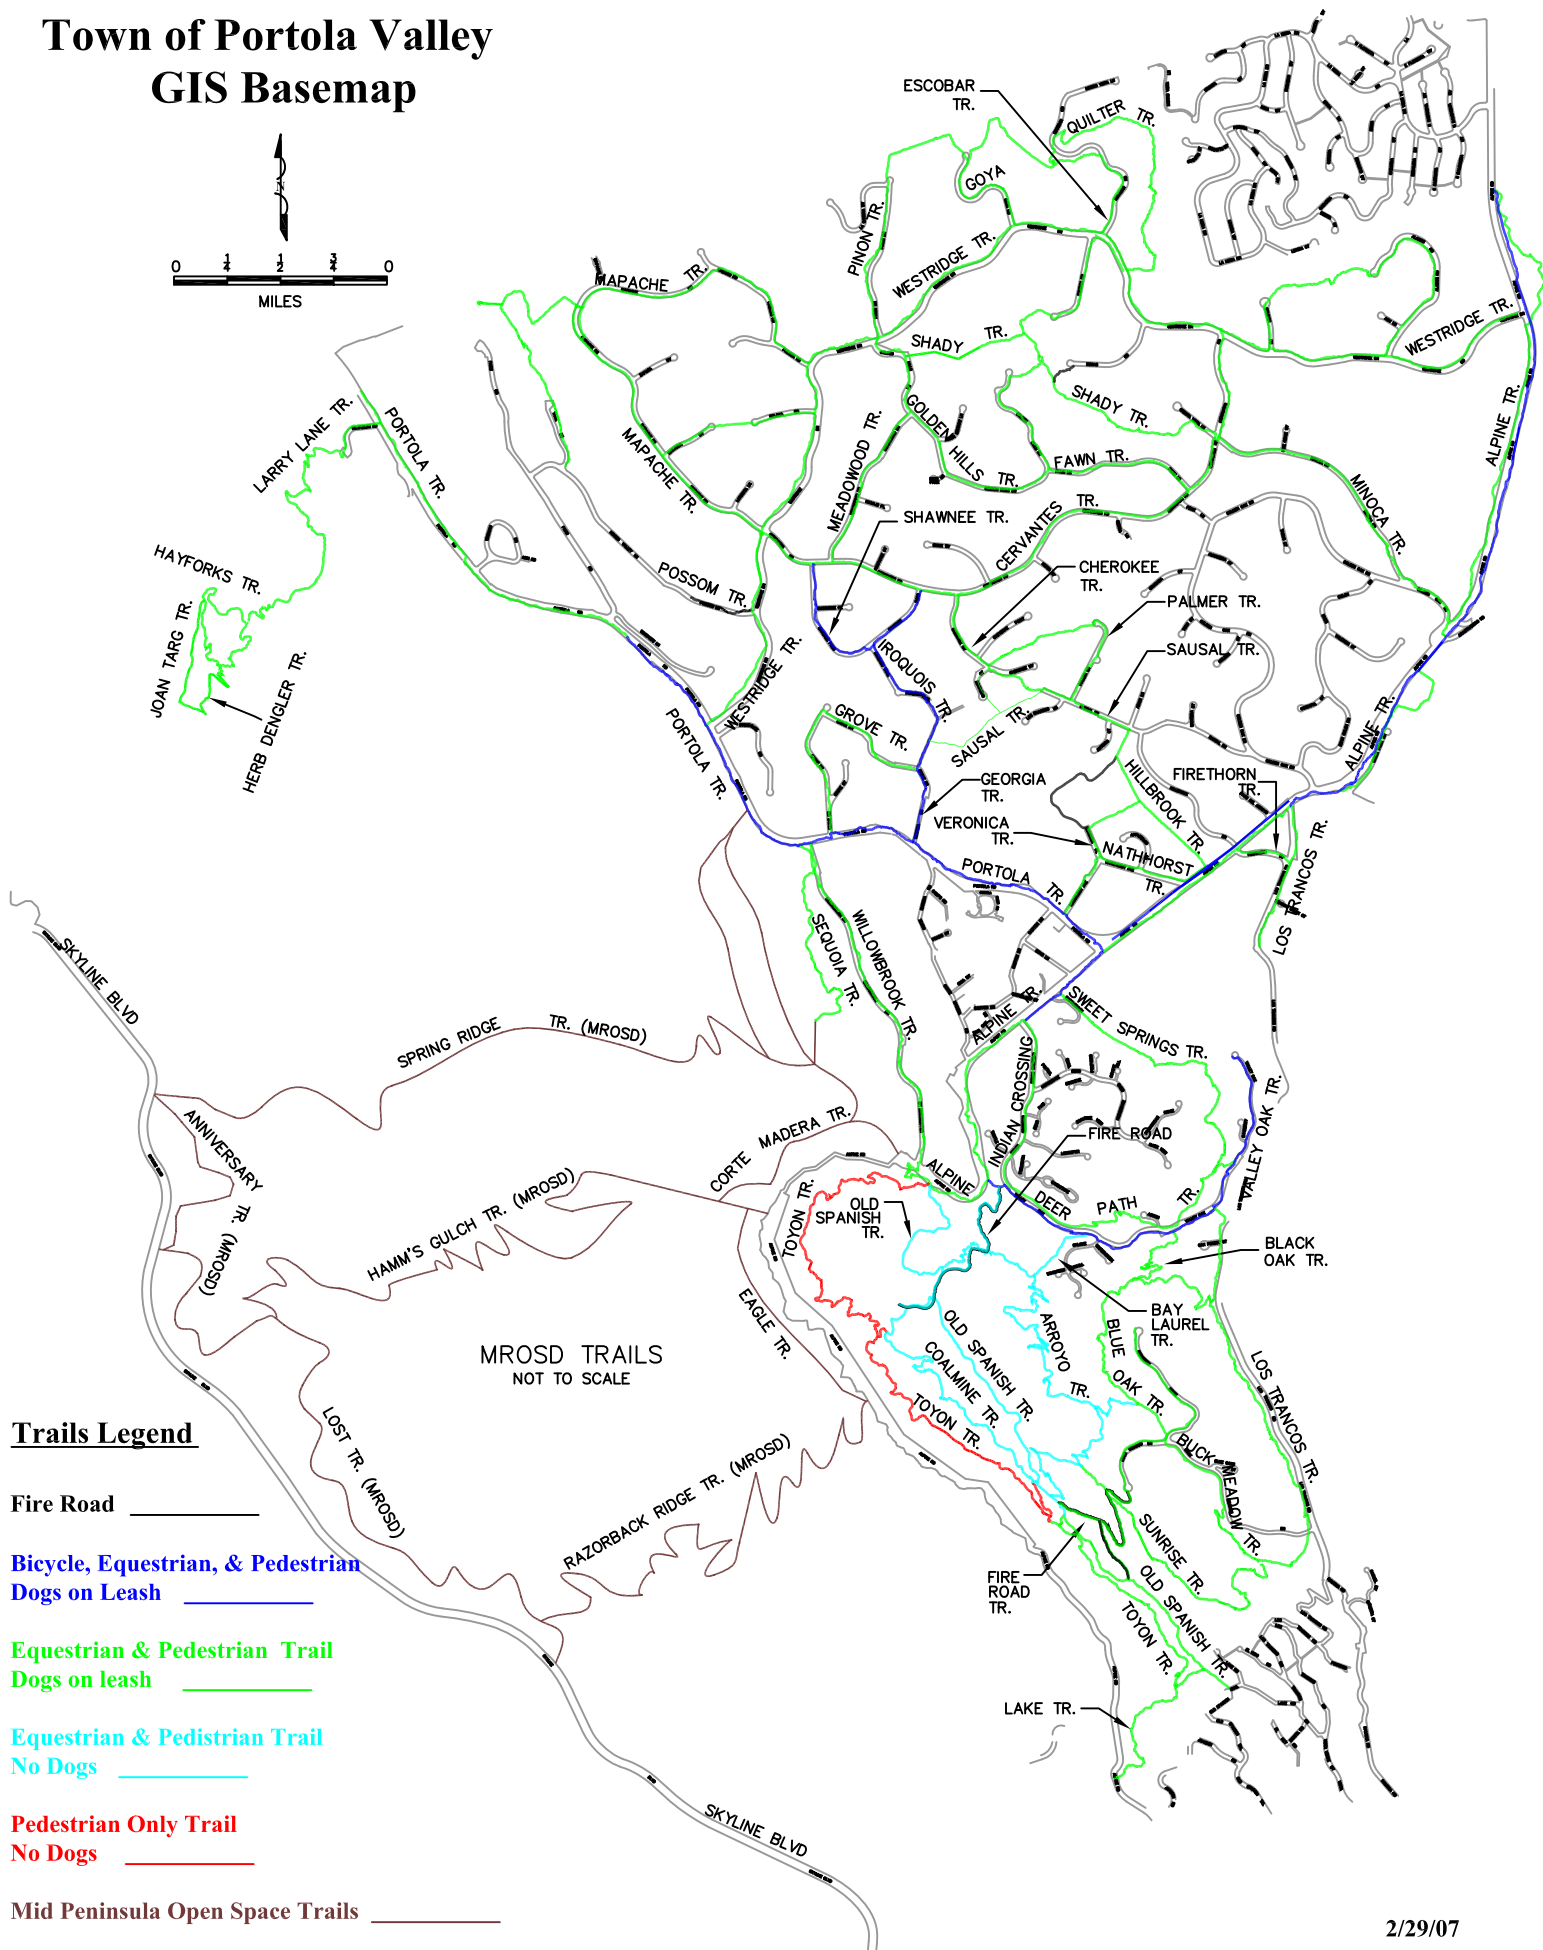 Town of Portola Valley
GIS Basemap
0 1/4 1/2 3/4 0
MILES
ESCOBAR
TR.
QUILTER TR.
GOYA
PINON TR.
WESTRIDGE TR.
MAPACHE TR.
SHADY TR.
WESTRIDGE TR.
SHADY TR.
ALPINE TR.
LARRY LANE TR.
PORTOLA TR.
MAPACHE TR.
MEADOWOOD TR.
GOLDEN HILLS TR.
FAWN TR.
MINOCA TR.
SHAWNEE TR.
CERVANTES TR.
CHEROKEE
TR.
HAYFORKS TR.
POSSOM TR.
PALMER TR.
JOAN TARG TR.
HERB DENGLER TR.
WESTRIDGE TR.
IROQUOIS TR.
SAUSAL TR.
PORTOLA TR.
GROVE TR.
SAUSAL TR.
ALPINE TR.
GEORGIA
TR.
HILLBROOK TR.
FIRETHORN
TR.
VERONICA
TR.
NATHHORST
TR.
PORTOLA TR.
LOS TRANCOS TR.
SEQUOIA TR.
WILLOWBROOK TR.
SKYLINE BLVD
SPRING RIDGE TR. (MROSD)
ALPINE TR.
SWEET SPRINGS TR.
INDIAN CROSSING
ANNIVERSARY TR. (MROSD)
CORTE MADERA TR.
FIRE ROAD
VALLEY OAK TR.
HAMM'S GULCH TR. (MROSD)
TOYON TR.
ALPINE
OLD
SPANISH
TR.
DEER PATH TR.
BLACK
OAK TR.
EAGLE TR.
BAY
LAUREL
TR.
MROSD TRAILS
NOT TO SCALE
OLD SPANISH TR.
COALMINE TR.
ARROYO TR.
BLUE OAK TR.
LOS TRANCOS TR.
TOYON TR.
LOST TR. (MROSD)
RAZORBACK RIDGE TR. (MROSD)
BUCK MEADOW TR.
SUNRISE TR.
FIRE
ROAD
TR.
OLD SPANISH TR.
TOYON TR.
LAKE TR.
SKYLINE BLVD
Trails Legend
Fire Road
Bicycle, Equestrian, & Pedestrian
Dogs on Leash
Equestrian & Pedestrian Trail
Dogs on leash
Equestrian & Pedistrian Trail
No Dogs
Pedestrian Only Trail
No Dogs
Mid Peninsula Open Space Trails
2/29/07